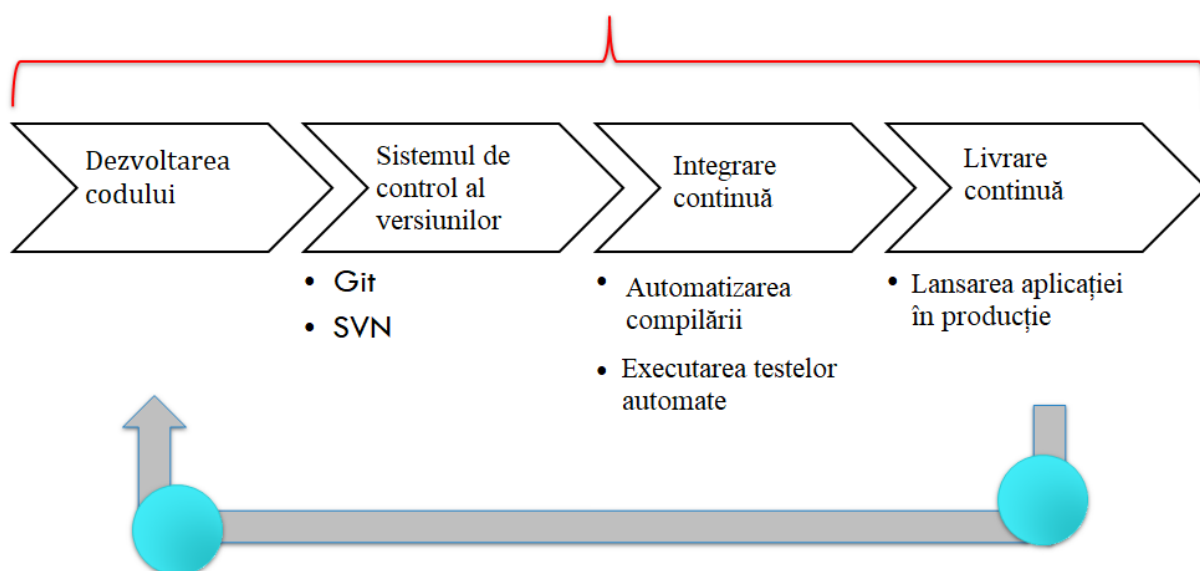 Dezvoltarea
codului
Sistemul de
control al
versiunilor
Integrare
continuă
Livrare
continuă
• Git
• SVN
• Automatizarea
compilării
• Executarea testelor
automate
• Lansarea aplicației
în producție